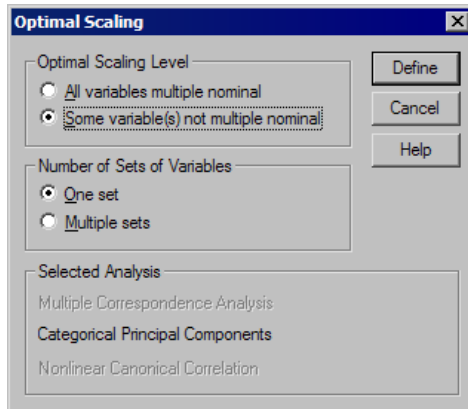 Optimal Scaling
Optimal Scaling Level
All variables multiple nominal
Some variable(s) not multiple nominal
Define
Cancel
Help
Number of Sets of Variables
One set
Multiple sets
Selected Analysis
Multiple Correspondence Analysis
Categorical Principal Components
Nonlinear Canonical Correlation